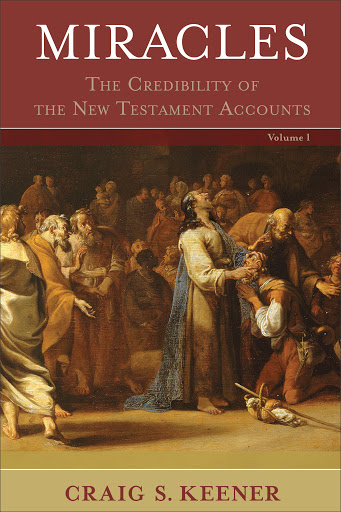 MIRACLES
THE CREDIBILITY OF
THE NEW TESTAMENT ACCOUNTS
Volume 1
CRAIG S. KEENER